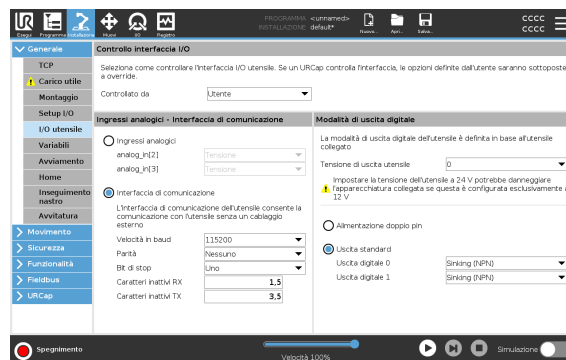 Esegui
Programma
Installazione
Muovi
I/O
Registro
PROGRAMMA <unnamed>
INSTALLAZIONE default*
Nuovo...
Apri...
Salva...
CCCC
CCCC
Generale
TCP
Carico utile
Montaggio
Setup I/O
I/O utensile
Variabili
Avviamento
Home
Inseguimento
nastro
Avvitatura
Movimento
Sicurezza
Funzionalità
Fieldbus
URCap
Controllo interfaccia I/O
Seleziona come controllare l'interfaccia I/O utensile. Se un URCap controlla l'interfaccia, le opzioni definite dall'utente saranno sottoposte
a override.
Controllato da Utente
Ingressi analogici - Interfaccia di comunicazione
Ingressi analogici
analog_in[2] Tensione
analog_in[3] Tensione
Interfaccia di comunicazione
L'interfaccia di comunicazione dell'utensile consente la
comunicazione con l'utensile senza un cablaggio
esterno
Velocità in baud 115200
Parità Nessuno
Bit di stop Uno
Caratteri inattivi RX 1,5
Caratteri inattivi TX 3,5
Modalità di uscita digitale
La modalità di uscita digitale dell'utensile è definita in base all'utensile
collegato
Tensione di uscita utensile 0
Impostare la tensione dell'utensile a 24 V potrebbe danneggiare
l'apparecchiatura collegata se questa è configurata esclusivamente a
12 V
Alimentazione doppio pin
Uscita standard
Uscita digitale 0 Sinking (NPN)
Uscita digitale 1 Sinking (NPN)
Spegnimento
Velocità 100%
Simulazione